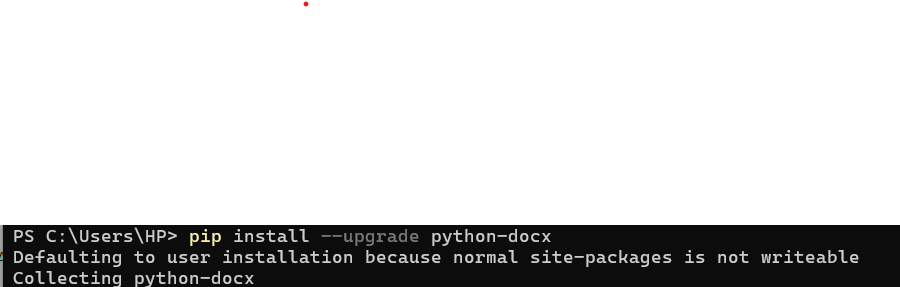 PS C:\Users\HP> pip install --upgrade python-docx
Defaulting to user installation because normal site-packages is not writeable
Collecting python-docx